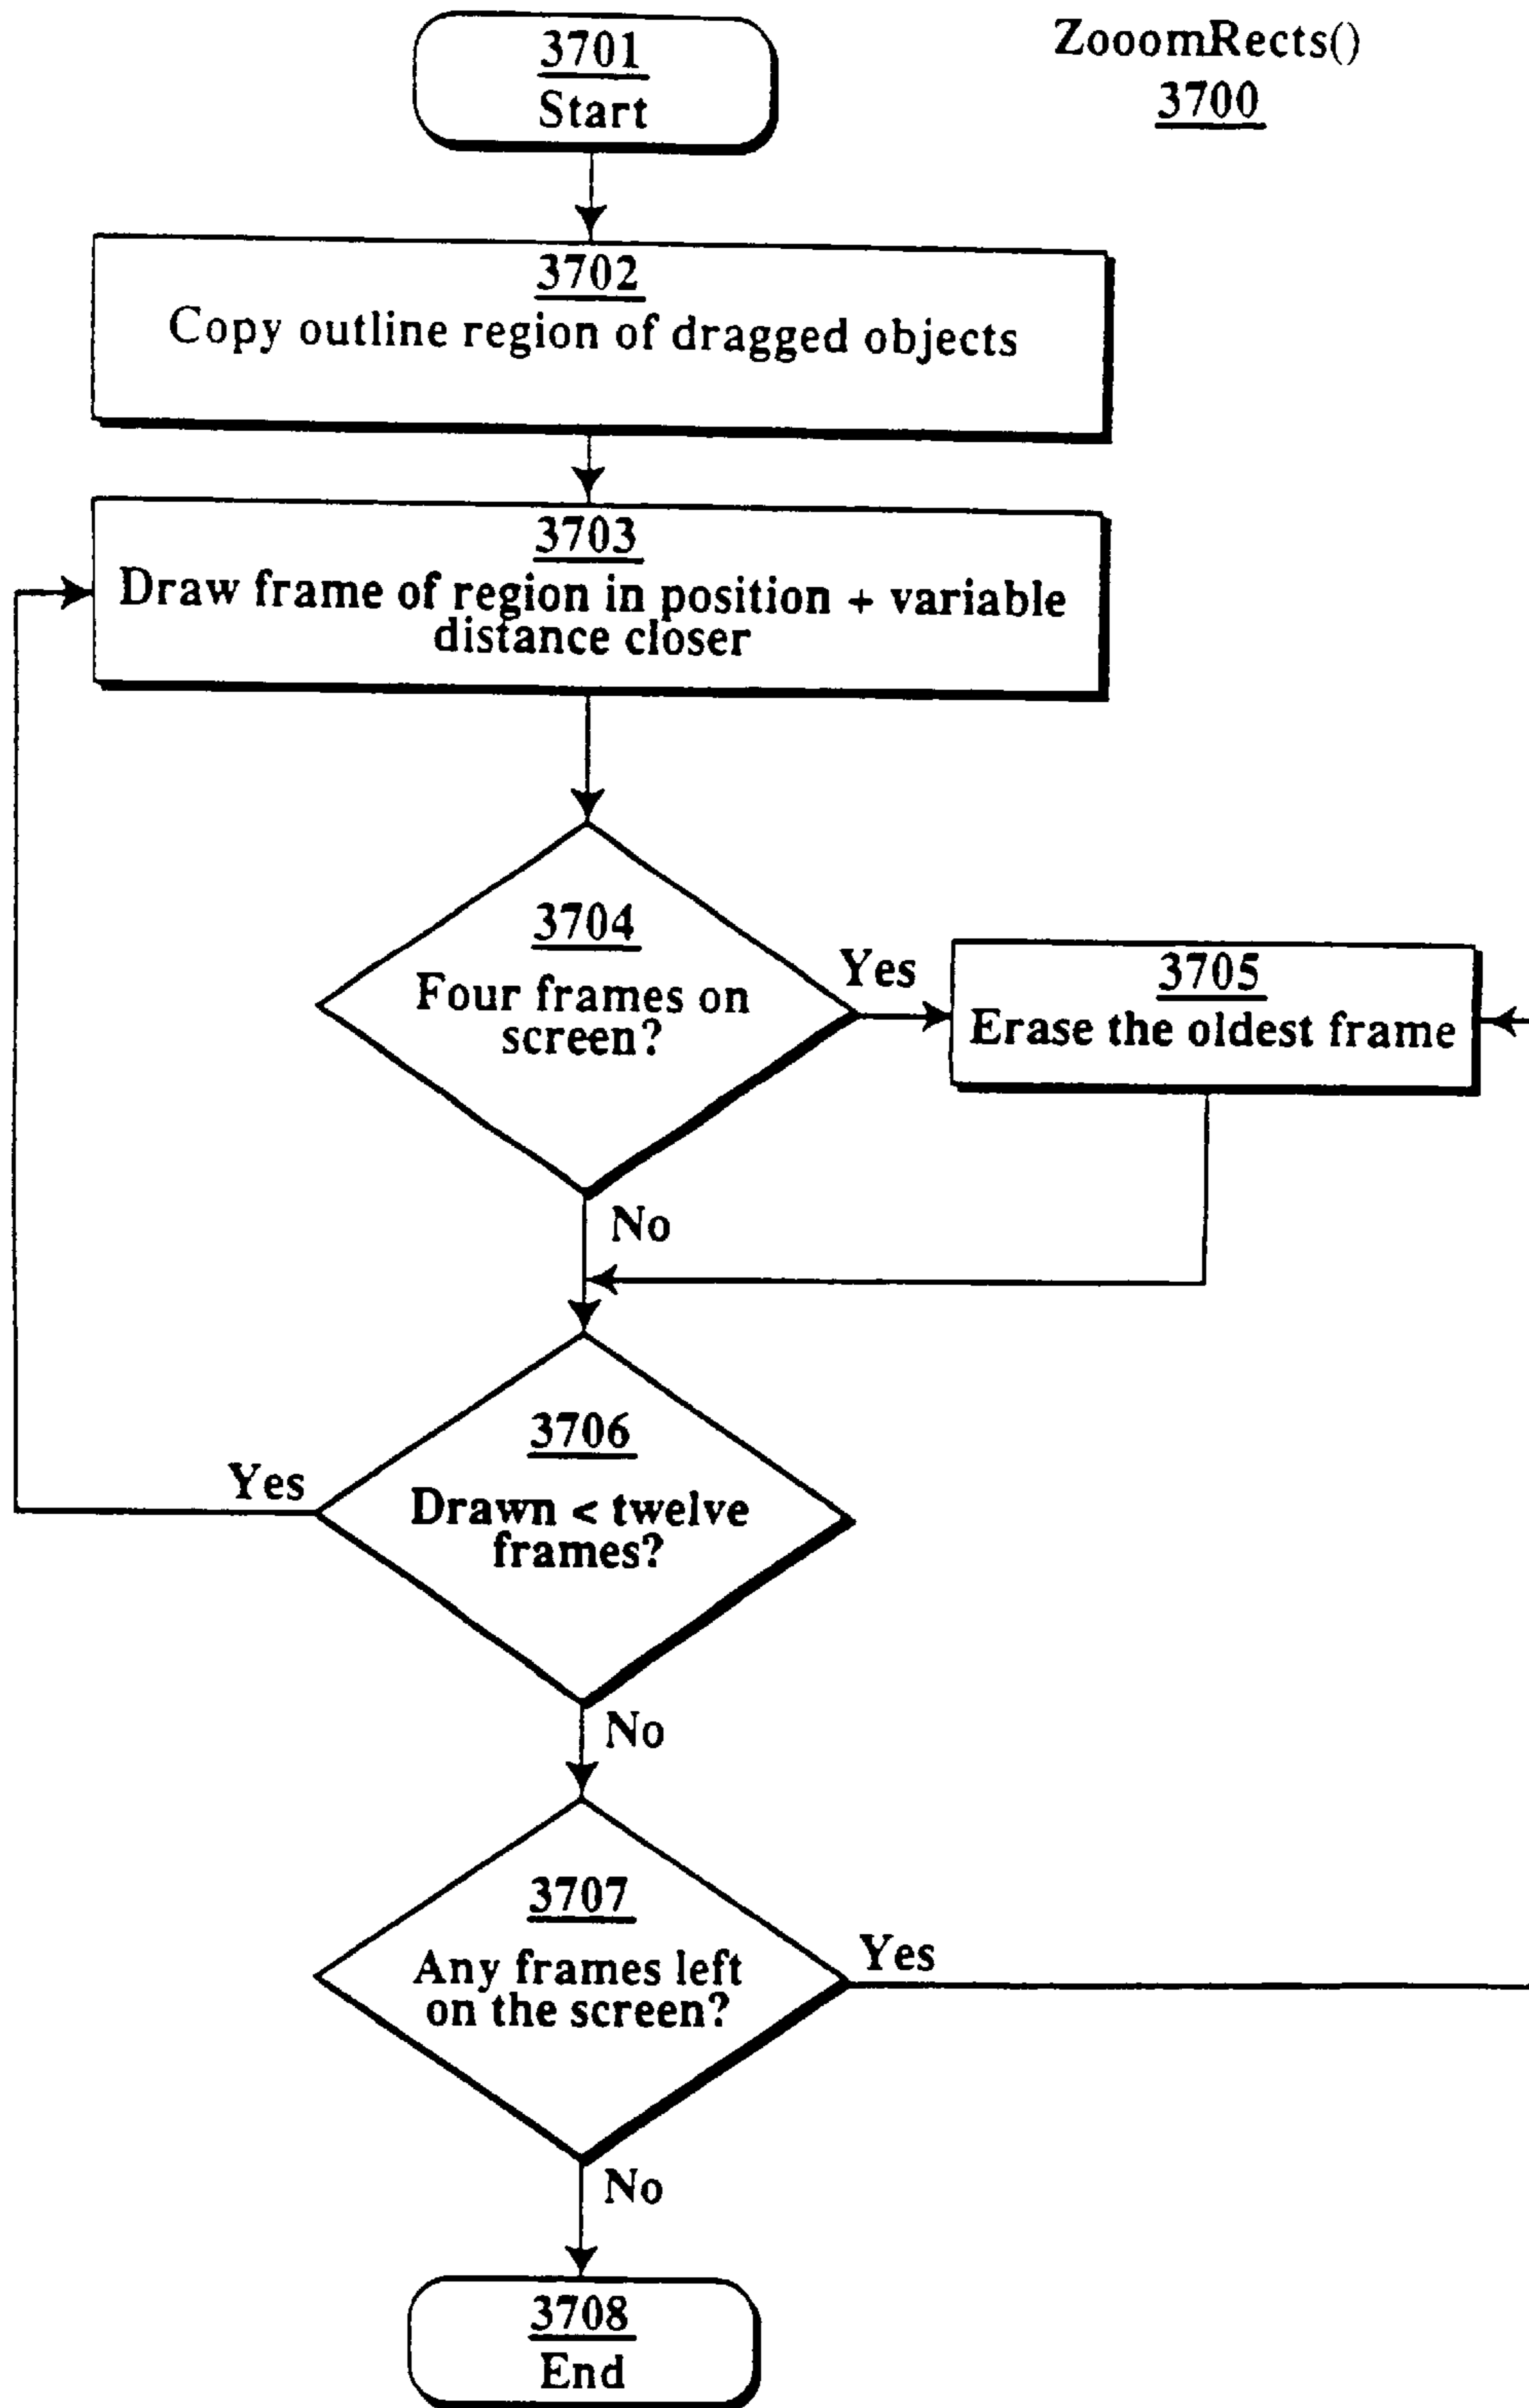 ZooomRects()
3700
3701
Start
3702
Copy outline region of dragged objects
3703
Draw frame of region in position + variable
distance closer
3704
Four frames on
screen?
Yes
3705
Erase the oldest frame
No
3706
Drawn < twelve
frames?
Yes
No
3707
Any frames left
on the screen?
Yes
No
3708
End